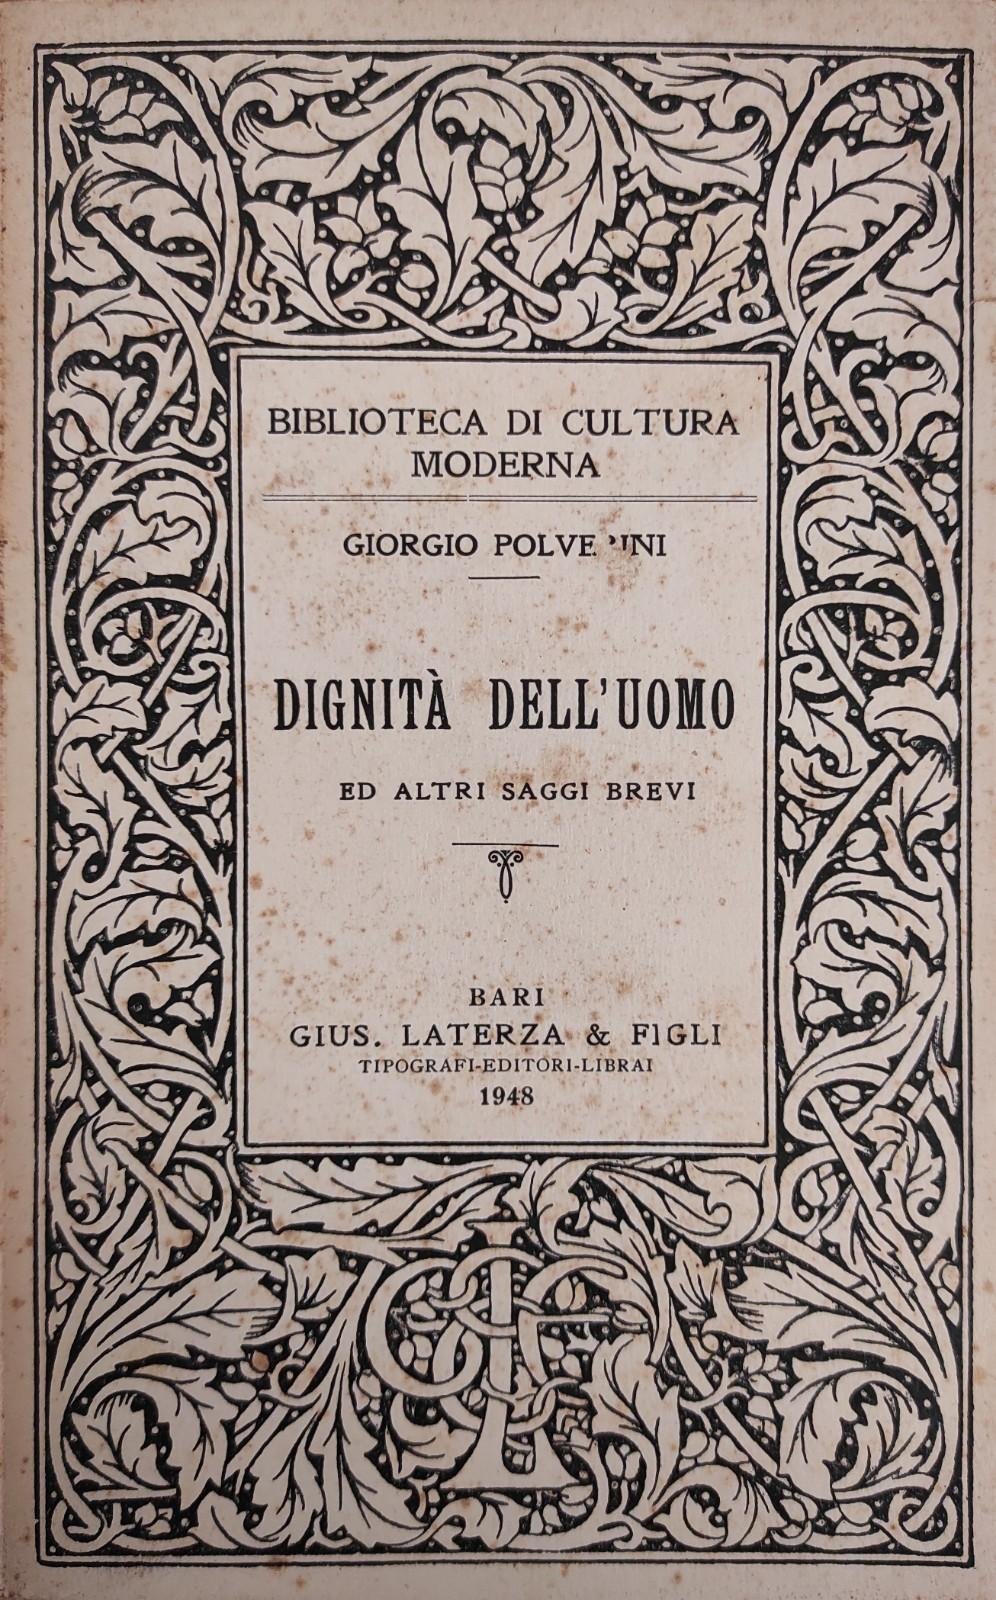 BIBLIOTECA DI CULTURA
MODERNA
GIORGIO
DIGNITÀ DELL'UOMO
ED ALTRI SAGGI BREVI
BARI
GIUS. LATERZA & FIGLI
TIPOGRAFI-EDITORI-LIBRAI
1948